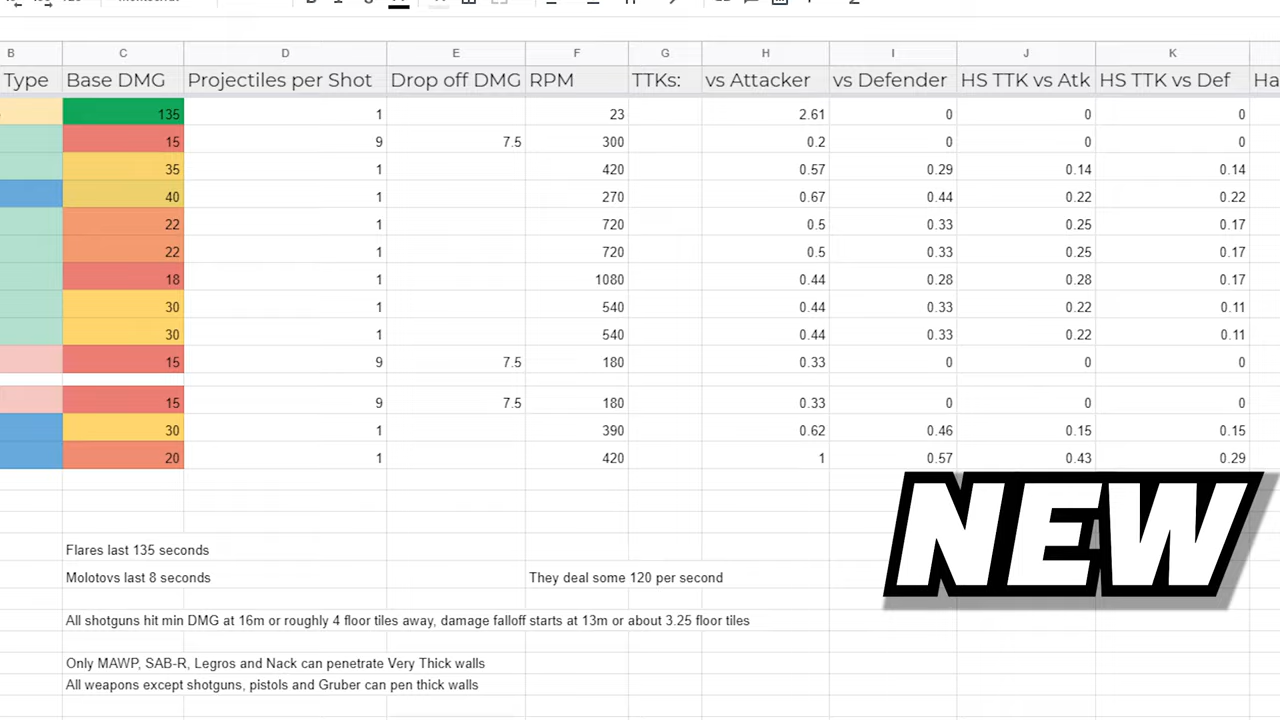 B C D E F G H I J K
Type Base DMG Projectiles per Shot Drop off DMG RPM TTKs: vs Attacker vs Defender HS TTK vs Atk HS TTK vs Def Ha
135 1 23 2.61 0 0 0
15 9 7.5 300 0.2 0 0 0
35 1 420 0.57 0.29 0.14 0.14
40 1 270 0.67 0.44 0.22 0.22
22 1 720 0.5 0.33 0.25 0.17
22 1 720 0.5 0.33 0.25 0.17
18 1 1080 0.44 0.28 0.28 0.17
30 1 540 0.44 0.33 0.22 0.11
30 1 540 0.44 0.33 0.22 0.11
15 9 7.5 180 0.33 0 0 0
15 9 7.5 180 0.33 0 0 0
30 1 390 0.62 0.46 0.15 0.15
20 1 420 1 0.57 0.43 0.29
NEW
Flares last 135 seconds
Molotovs last 8 seconds They deal some 120 per second
All shotguns hit min DMG at 16m or roughly 4 floor tiles away, damage falloff starts at 13m or about 3.25 floor tiles
Only MAWP, SAB-R, Legros and Nack can penetrate Very Thick walls
All weapons except shotguns, pistols and Gruber can pen thick walls